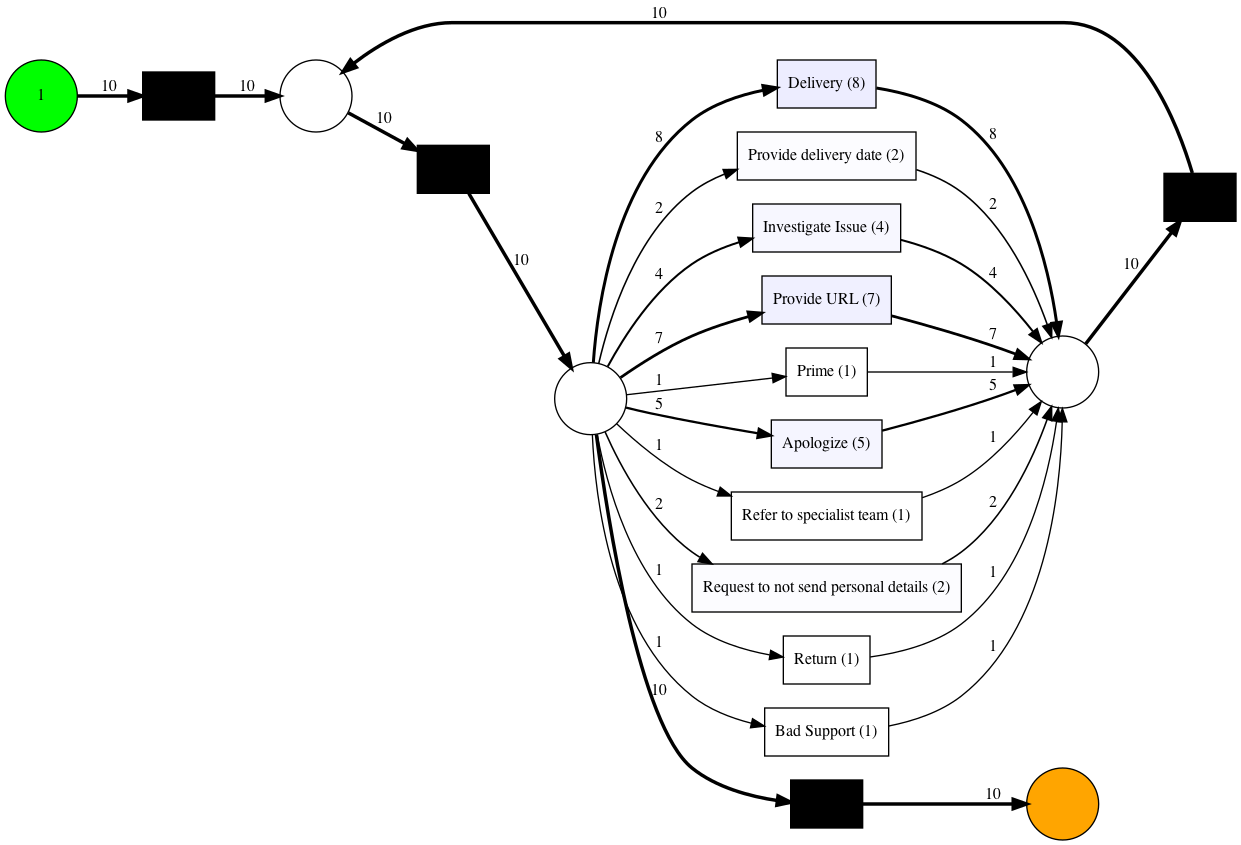 10
1
10
10
10
10
Delivery (8)
8
8
Provide delivery date (2)
2
2
Investigate Issue (4)
4
4
Provide URL (7)
7
7
Prime (1)
1
1
Apologize (5)
5
5
Refer to specialist team (1)
1
1
Request to not send personal details (2)
2
2
Return (1)
1
1
Bad Support (1)
1
1
10
10
10